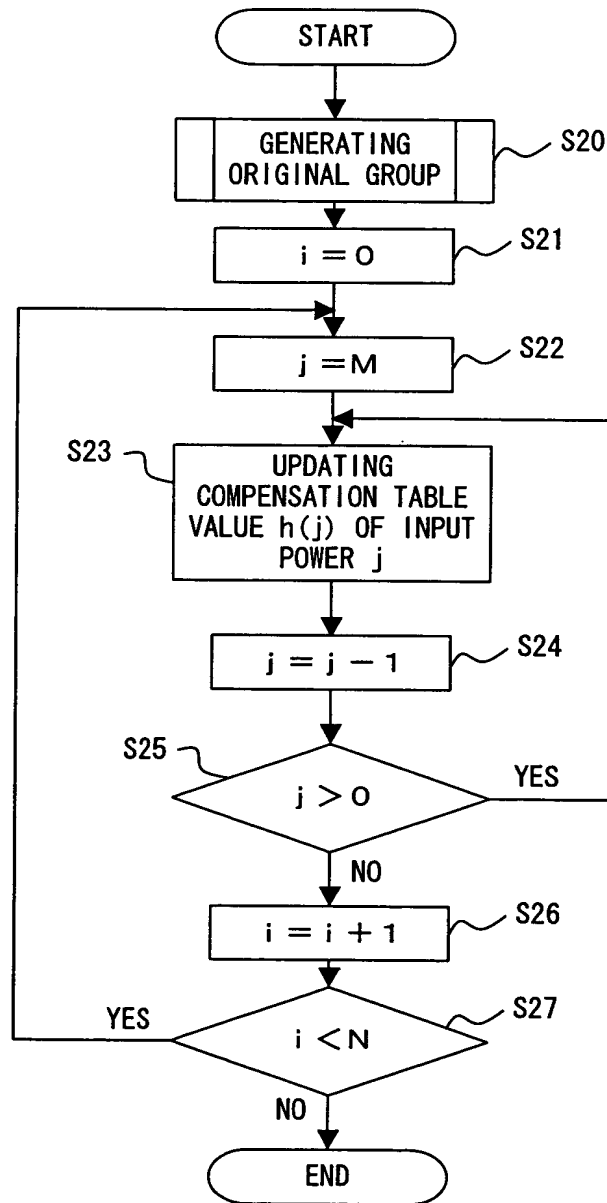 START
GENERATING
ORIGINAL GROUP
S20
i = 0
S21
j = M
S22
S23
UPDATING
COMPENSATION TABLE
VALUE h(j) OF INPUT
POWER j
j = j - 1
S24
S25
j > 0
YES
NO
i = i + 1
S26
YES
i < N
S27
NO
END